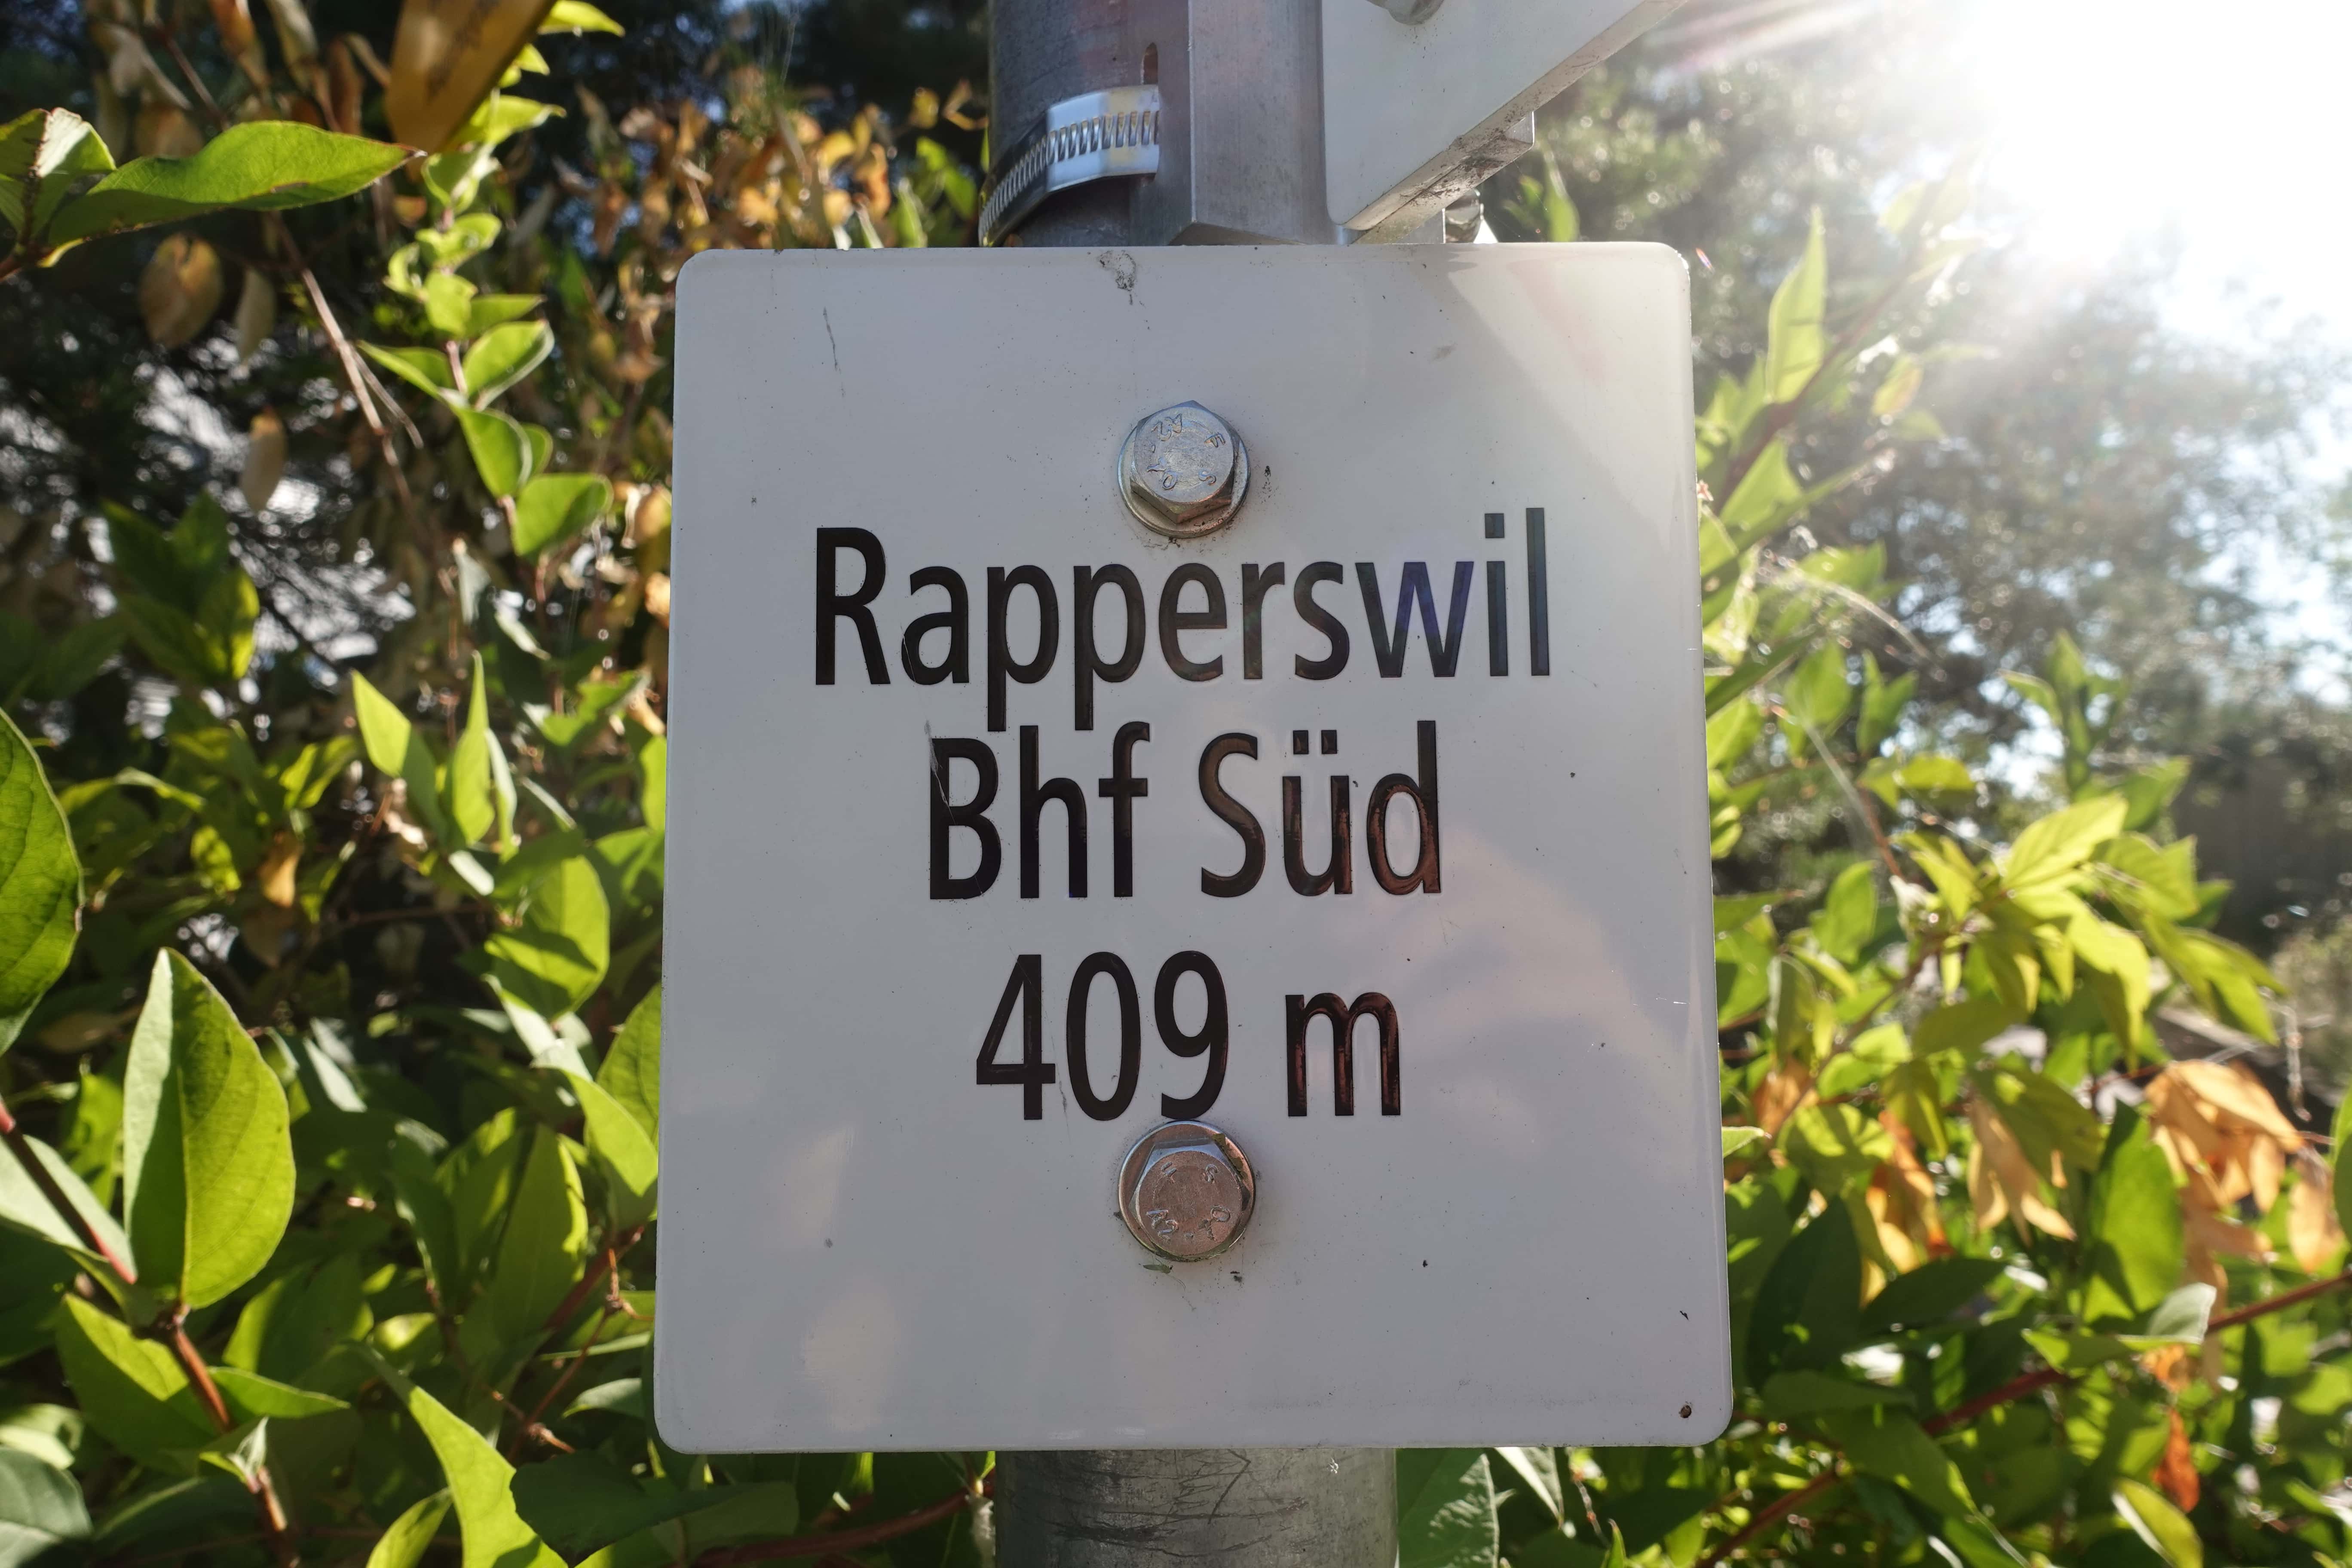 Rapperswil
Bhf Süd
409 m